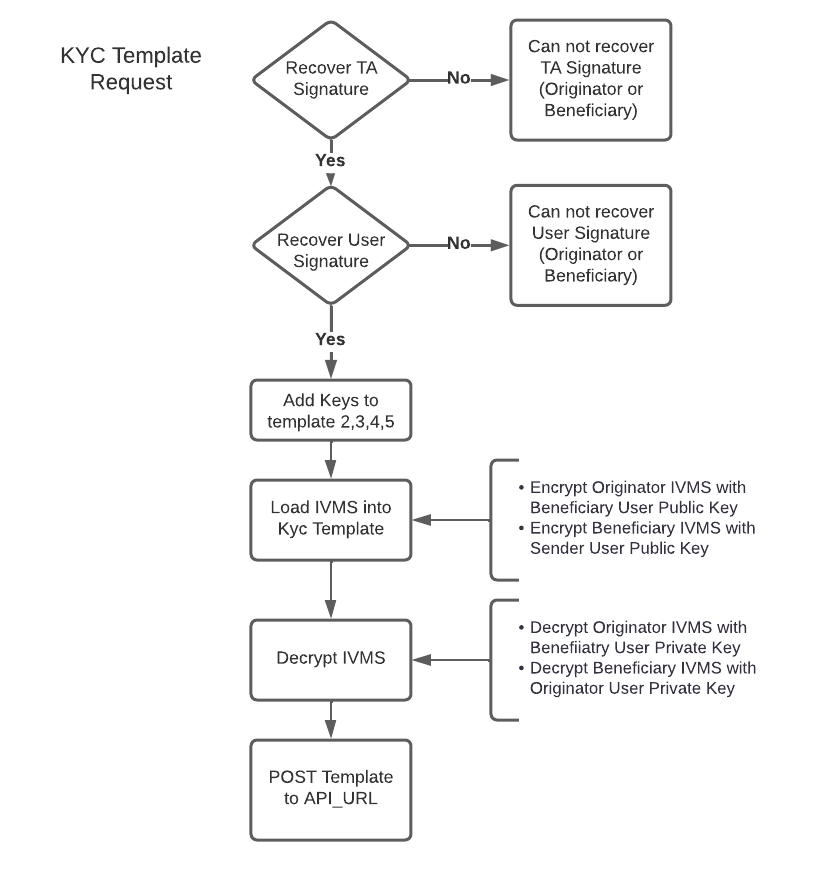 KYC Template
Request
Recover TA
Signature
No
Can not recover
TA Signature
(Originator or
Beneficiary)
Yes
Recover User
Signature
No
Can not recover
User Signature
(Originator or
Beneficiary)
Yes
Add Keys to
template 2,3,4,5
Load IVMS into
Kyc Template
• Encrypt Originator IVMS with
Beneficiary User Public Key
• Encrypt Beneficiary IVMS with
Sender User Public Key
Decrypt IVMS
• Decrypt Originator IVMS with
Benefiiatry User Private Key
• Decrypt Beneficiary IVMS with
Originator User Private Key
POST Template
to API_URL